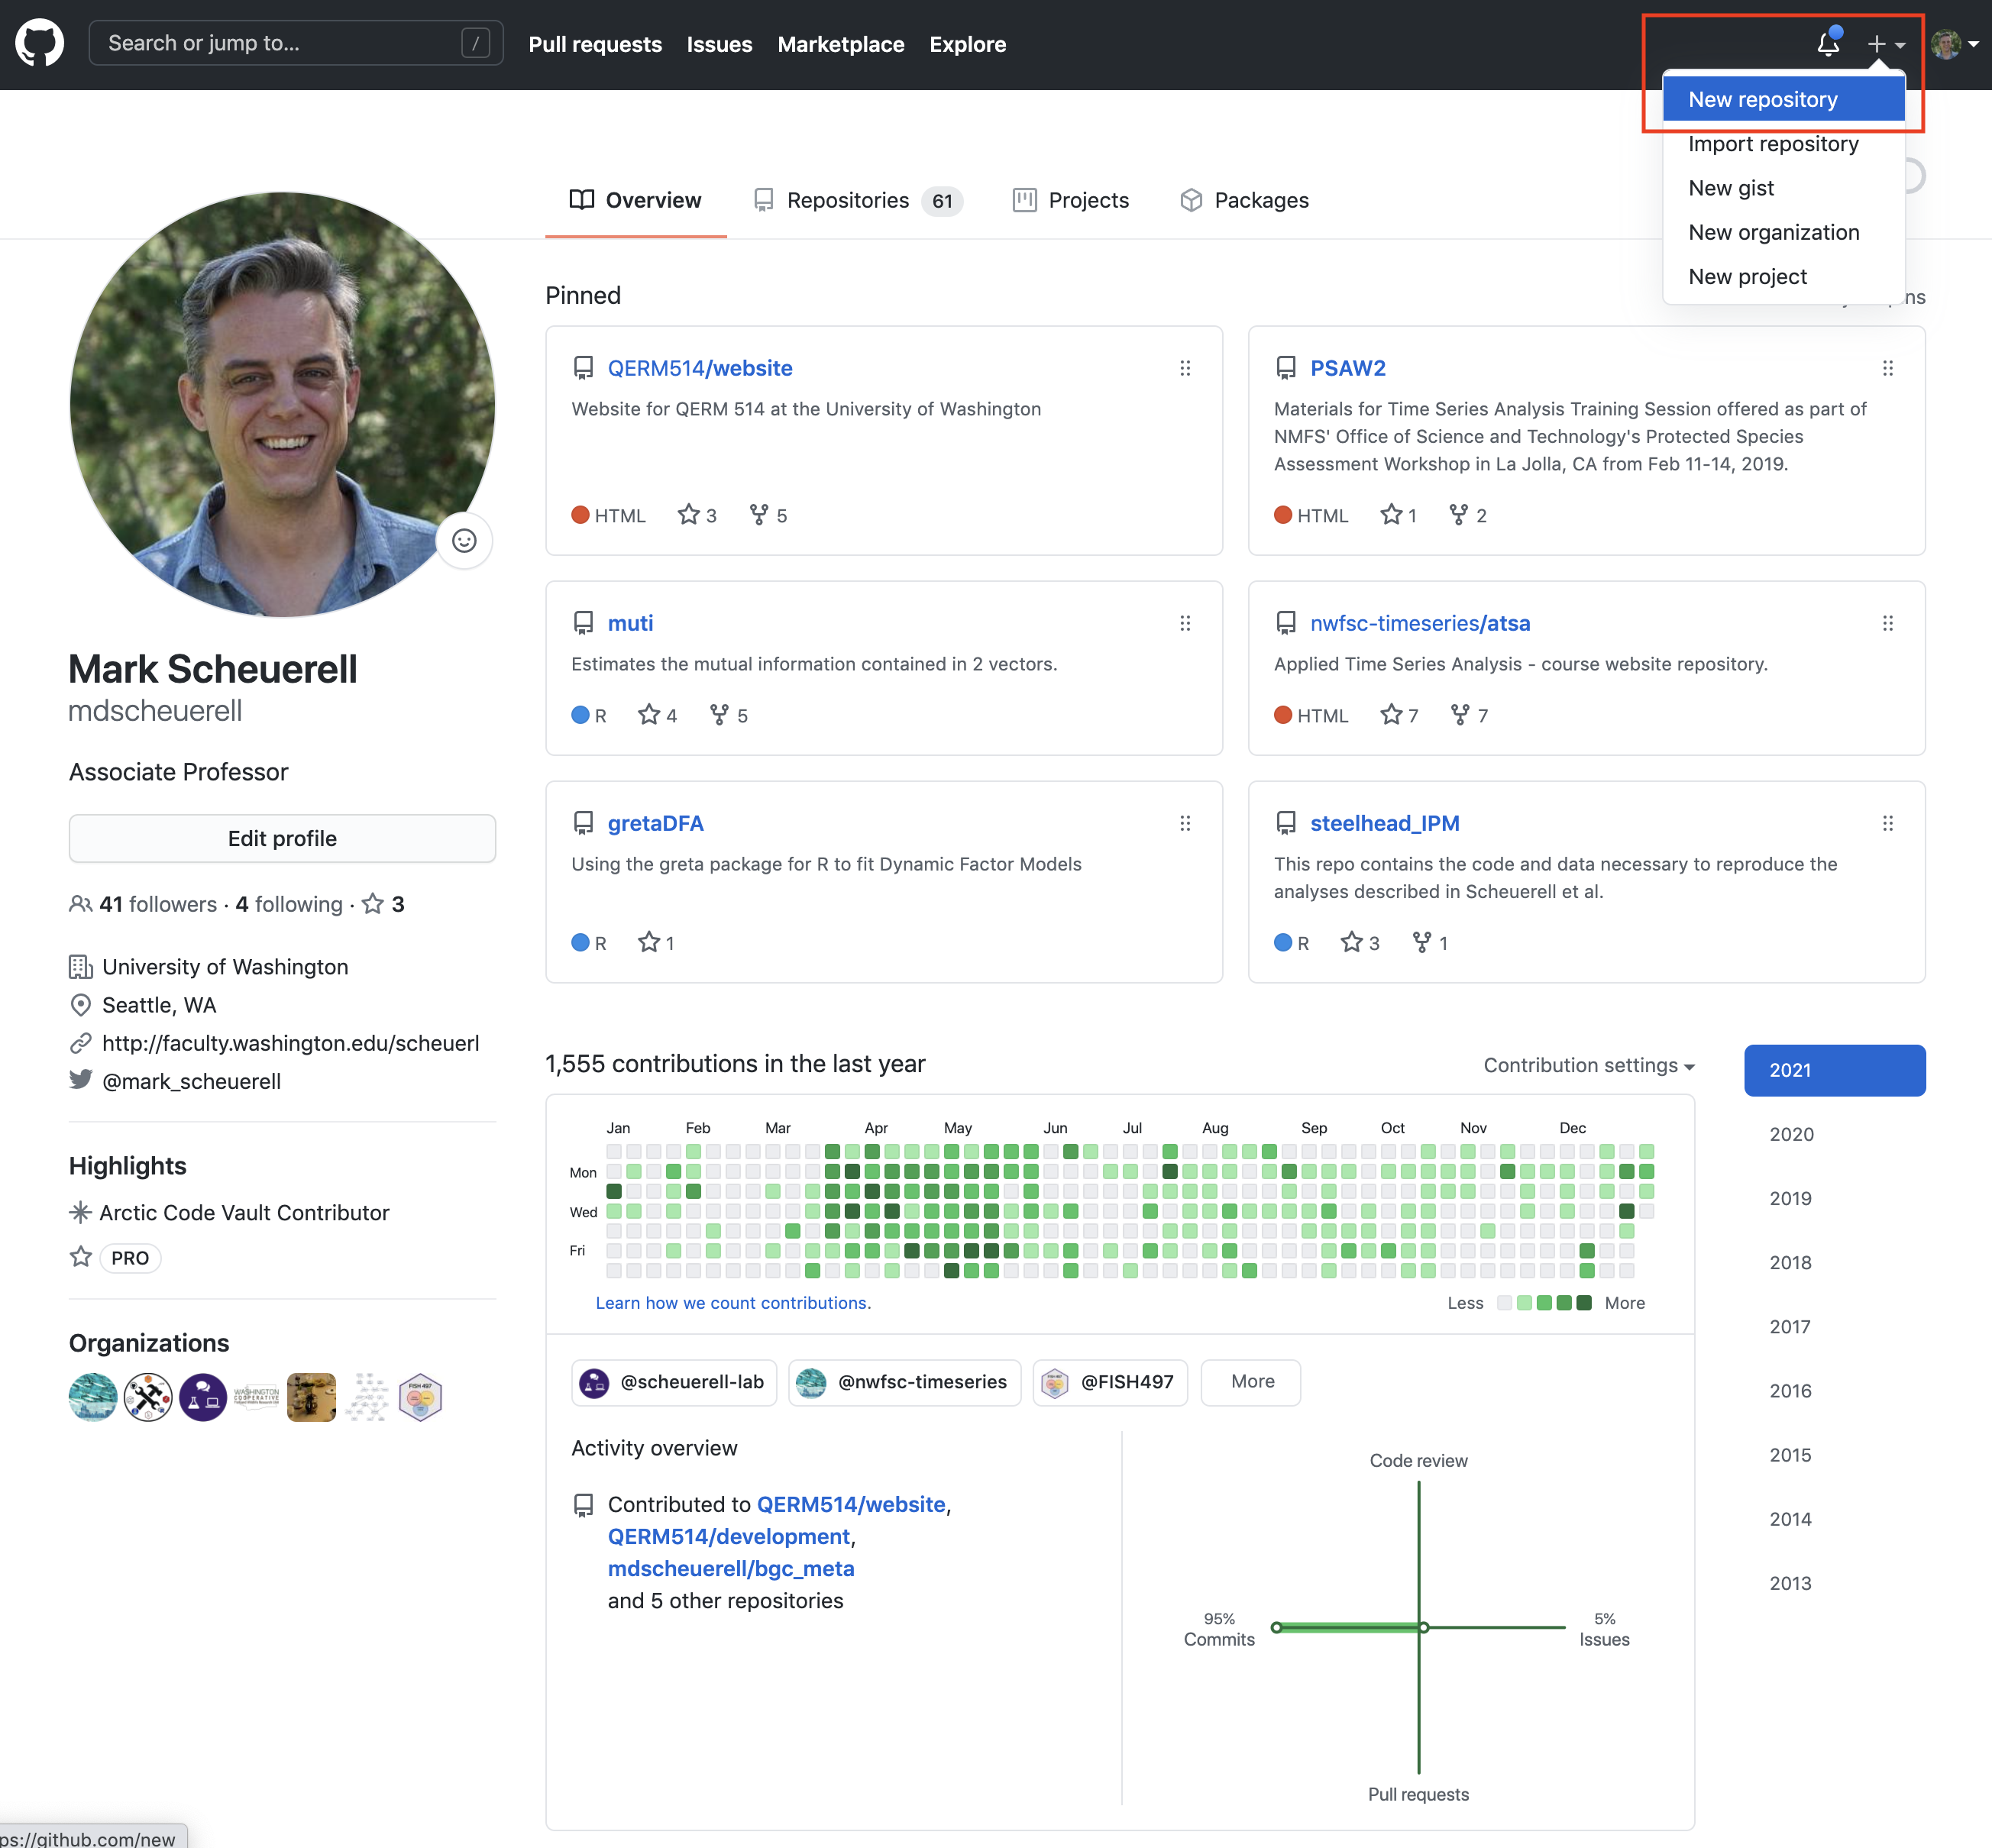 Search or jump to...
/
Pull requests
Issues
Marketplace
Explore
New repository
Import repository
New gist
New organization
New project
Overview
Repositories 61
Projects
Packages
Pinned
ns
QERM514/website
Website for QERM 514 at the University of Washington
HTML 3 5
PSAW2
Materials for Time Series Analysis Training Session offered as part of
NMFS' Office of Science and Technology's Protected Species
Assessment Workshop in La Jolla, CA from Feb 11-14, 2019.
HTML 1 2
muti
Estimates the mutual information contained in 2 vectors.
R 4 5
nwfsc-timeseries/atsa
Applied Time Series Analysis - course website repository.
HTML 7 7
gretaDFA
Using the greta package for R to fit Dynamic Factor Models
R 1
steelhead_IPM
This repo contains the code and data necessary to reproduce the
analyses described in Scheuerell et al.
R 3 1
Mark Scheuerell
mdscheuerell
Associate Professor
Edit profile
41 followers · 4 following · 3
University of Washington
Seattle, WA
http://faculty.washington.edu/scheuerl
@mark_scheuerell
Highlights
Arctic Code Vault Contributor
PRO
Organizations
WASHINGTON
COOPERATIVE
FISH 497
1,555 contributions in the last year
Contribution settings
2021
2020
2019
2018
2017
2016
2015
2014
2013
Jan Feb Mar Apr May Jun Jul Aug Sep Oct Nov Dec
Mon
Wed
Fri
Learn how we count contributions.
Less More
@scheuerell-lab
@nwfsc-timeseries
@FISH497
More
Activity overview
Contributed to QERM514/website,
QERM514/development,
mdscheuerell/bgc_meta
and 5 other repositories
Code review
95%
Commits
5%
Issues
Pull requests
ps://github.com/new